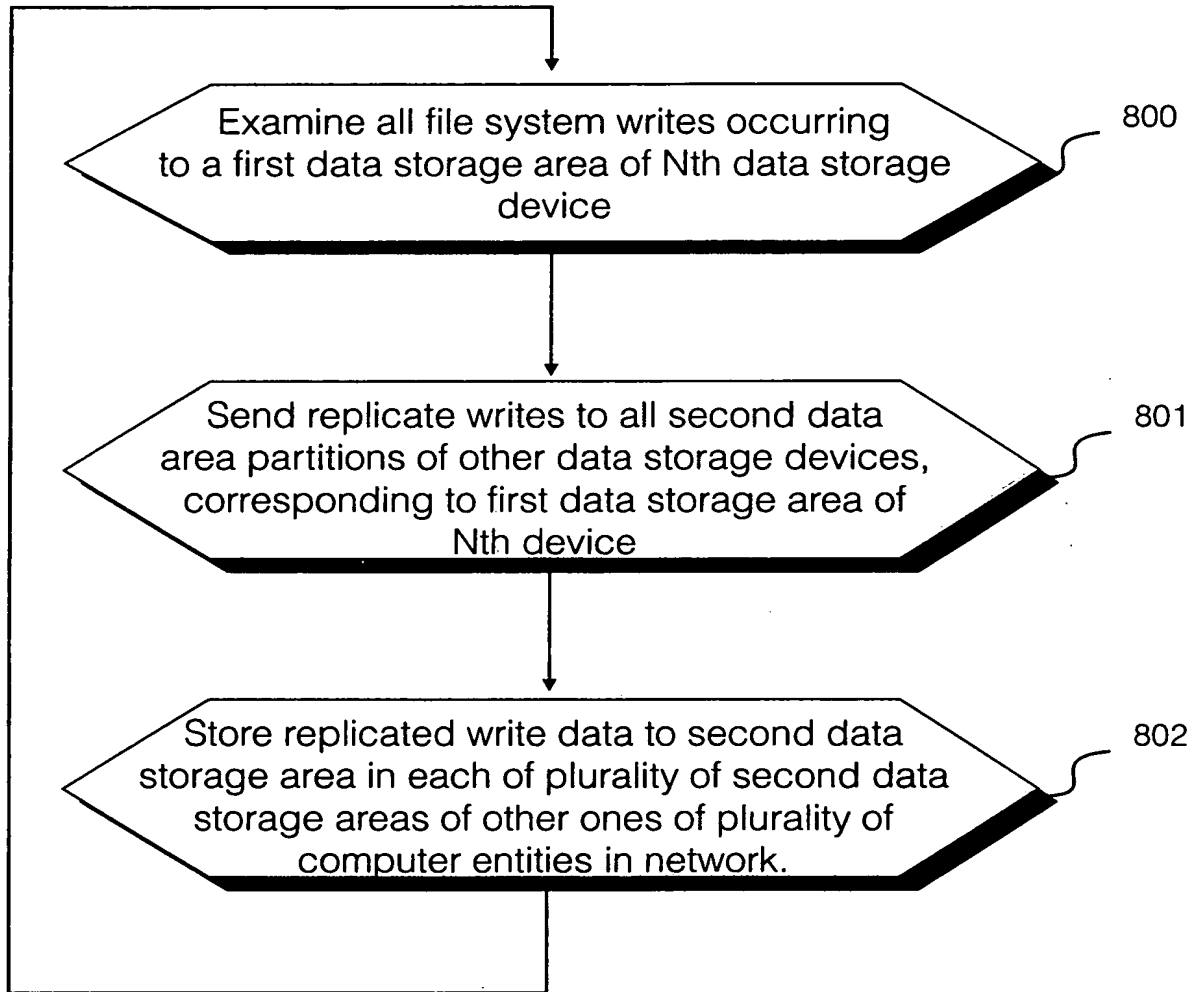 Examine all file system writes occurring
to a first data storage area of Nth data storage
device
800
Send replicate writes to all second data
area partitions of other data storage devices,
corresponding to first data storage area of
Nth device
801
Store replicated write data to second data
storage area in each of plurality of second data
storage areas of other ones of plurality of
computer entities in network.
802